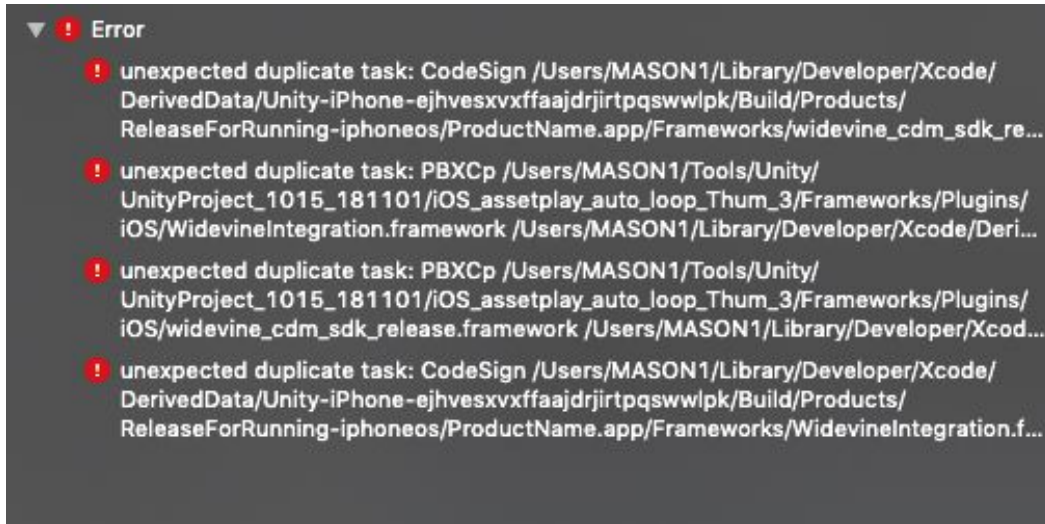 Error
unexpected duplicate task: CodeSign /Users/MASON1/Library/Developer/Xcode/
DerivedData/Unity-iPhone-ejhvesxvxffaajdrjirtpqswwlpk/Build/Products/
ReleaseForRunning-iphoneos/ProductName.app/Frameworks/widevine_cdm_sdk_re...
unexpected duplicate task: PBXCp /Users/MASON1/Tools/Unity/
UnityProject_1015_181101/iOS_assetplay_auto_loop_Thum_3/Frameworks/Plugins/
iOS/WidevineIntegration.framework /Users/MASON1/Library/Developer/Xcode/Deri...
unexpected duplicate task: PBXCp /Users/MASON1/Tools/Unity/
UnityProject_1015_181101/iOS_assetplay_auto_loop_Thum_3/Frameworks/Plugins/
iOS/widevine_cdm_sdk_release.framework /Users/MASON1/Library/Developer/Xcod...
unexpected duplicate task: CodeSign /Users/MASON1/Library/Developer/Xcode/
DerivedData/Unity-iPhone-ejhvesxvxffaajdrjirtpqswwlpk/Build/Products/
ReleaseForRunning-iphoneos/ProductName.app/Frameworks/WidevineIntegration.f...